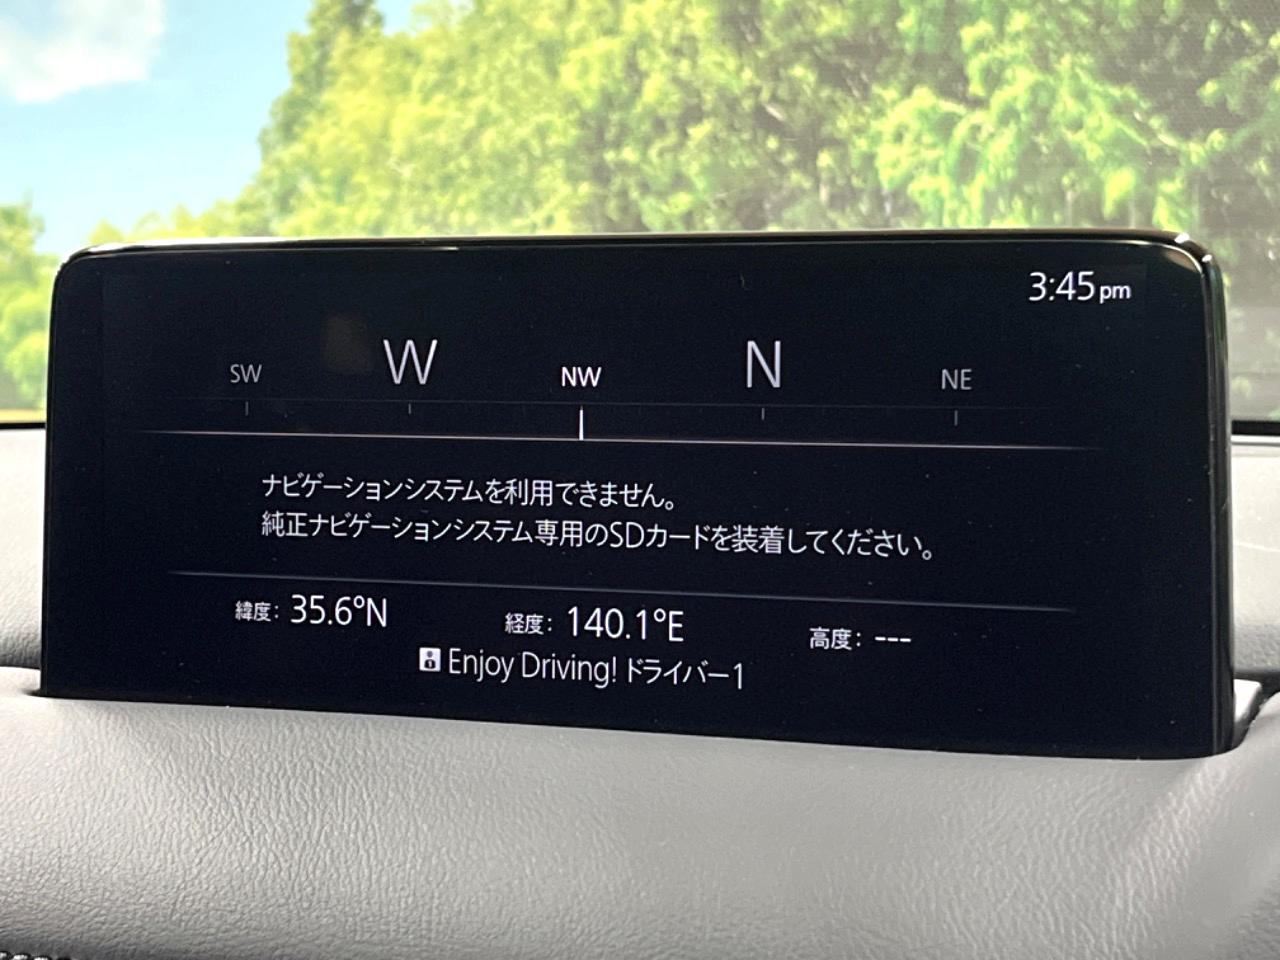 3:45pm
SW W NW N NE
ナビゲーションシステムを利用できません。
純正ナビゲーションシステム専用のSDカードを装着してください。
緯度: 35.6°N 経度: 140.1°E 高度: ---
Enjoy Driving! ドライバー1